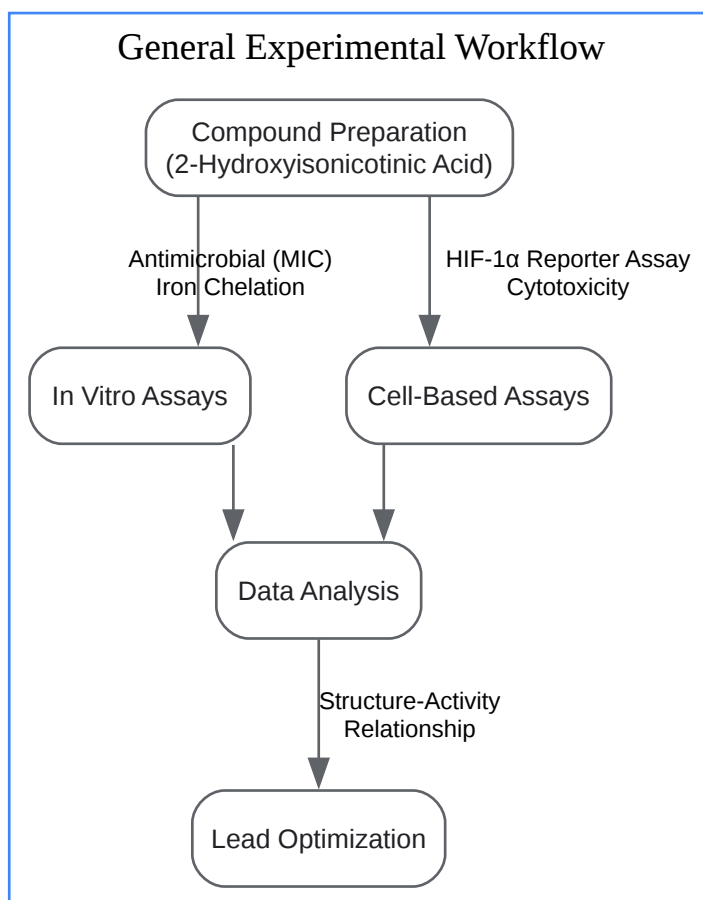 General Experimental Workflow
Compound Preparation
(2-Hydroxyisonicotinic Acid)
Antimicrobial (MIC)
Iron Chelation
HIF-1α Reporter Assay
Cytotoxicity
In Vitro Assays
Cell-Based Assays
Data Analysis
Structure-Activity
Relationship
Lead Optimization